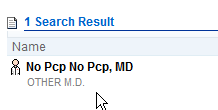 1 Search Result
Name
No Pcp No Pcp, MD
OTHER M.D.